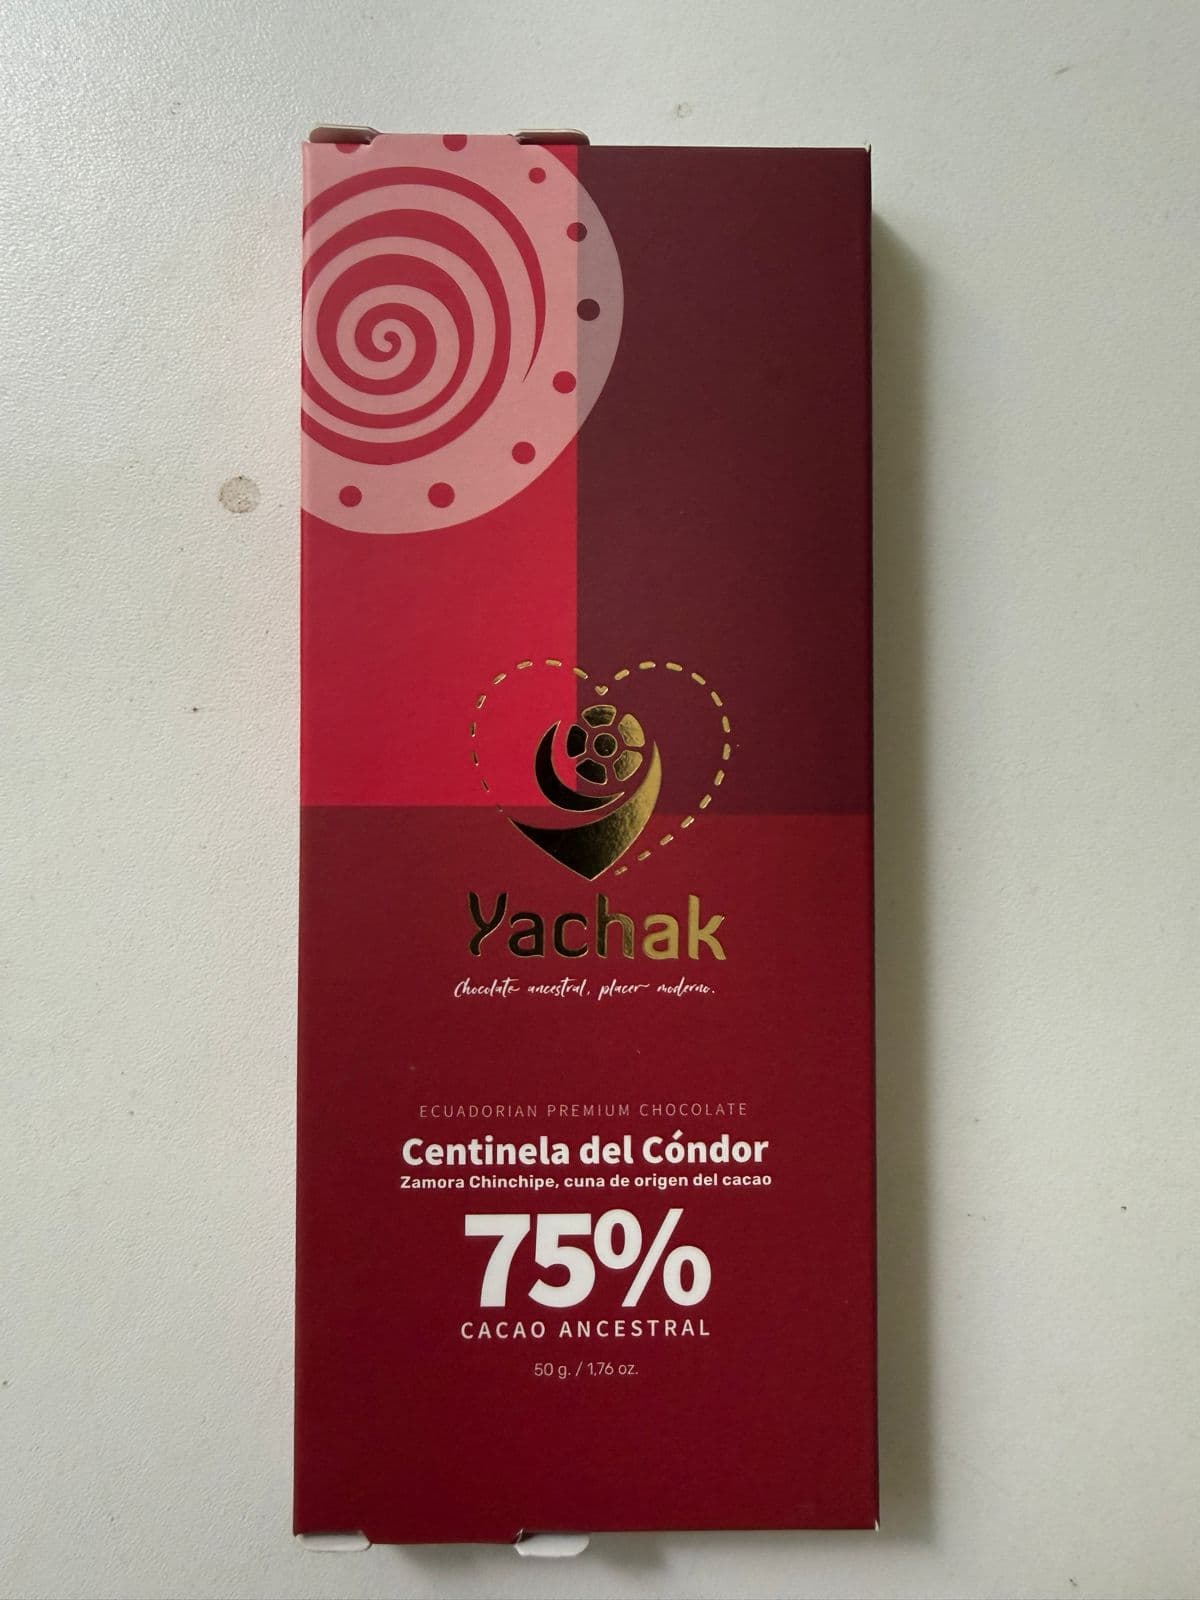 Yachak
Chocolate ancestral, placer moderno.
ECUADORIAN PREMIUM CHOCOLATE
Centinela del Cóndor
Zamora Chinchipe, cuna de origen del cacao
75%
CACAO ANCESTRAL
50 g. / 1,76 oz.